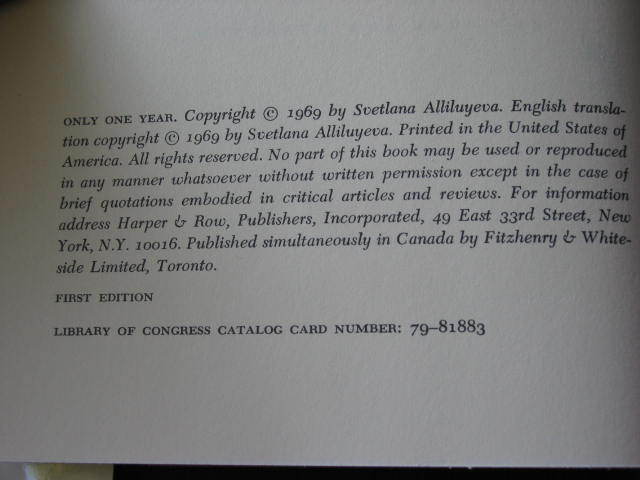 ONLY ONE YEAR. Copyright © 1969 by Svetlana Alliluyeva. English transla-
tion copyright © 1969 by Svetlana Alliluyeva. Printed in the United States of
America. All rights reserved. No part of this book may be used or reproduced
in any manner whatsoever without written permission except in the case of
brief quotations embodied in critical articles and reviews. For information
address Harper & Row, Publishers, Incorporated, 49 East 33rd Street, New
York, N.Y. 10016. Published simultaneously in Canada by Fitzhenry & White-
side Limited, Toronto.
FIRST EDITION
LIBRARY OF CONGRESS CATALOG CARD NUMBER: 79–81883